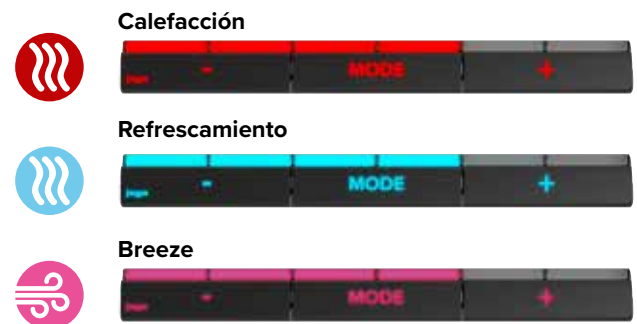 Calefacción
- MODE +
Refrescamiento
- MODE +
Breeze
- MODE +